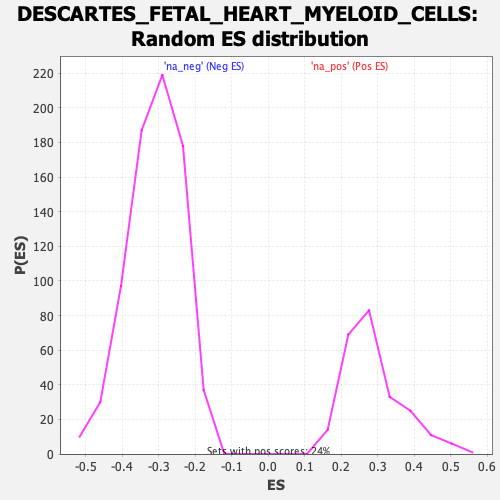 DESCARTES_FETAL_HEART_MYELOID_CELLS:
Random ES distribution
'na_neg' (Neg ES) 'na_pos' (Pos ES)
220
200
180
160
140
120
100
80
60
40
20
0
P(ES)
Sets with pos scores: 24%
-0.5 -0.4 -0.3 -0.2 -0.1 0.0 0.1 0.2 0.3 0.4 0.5 0.6
ES